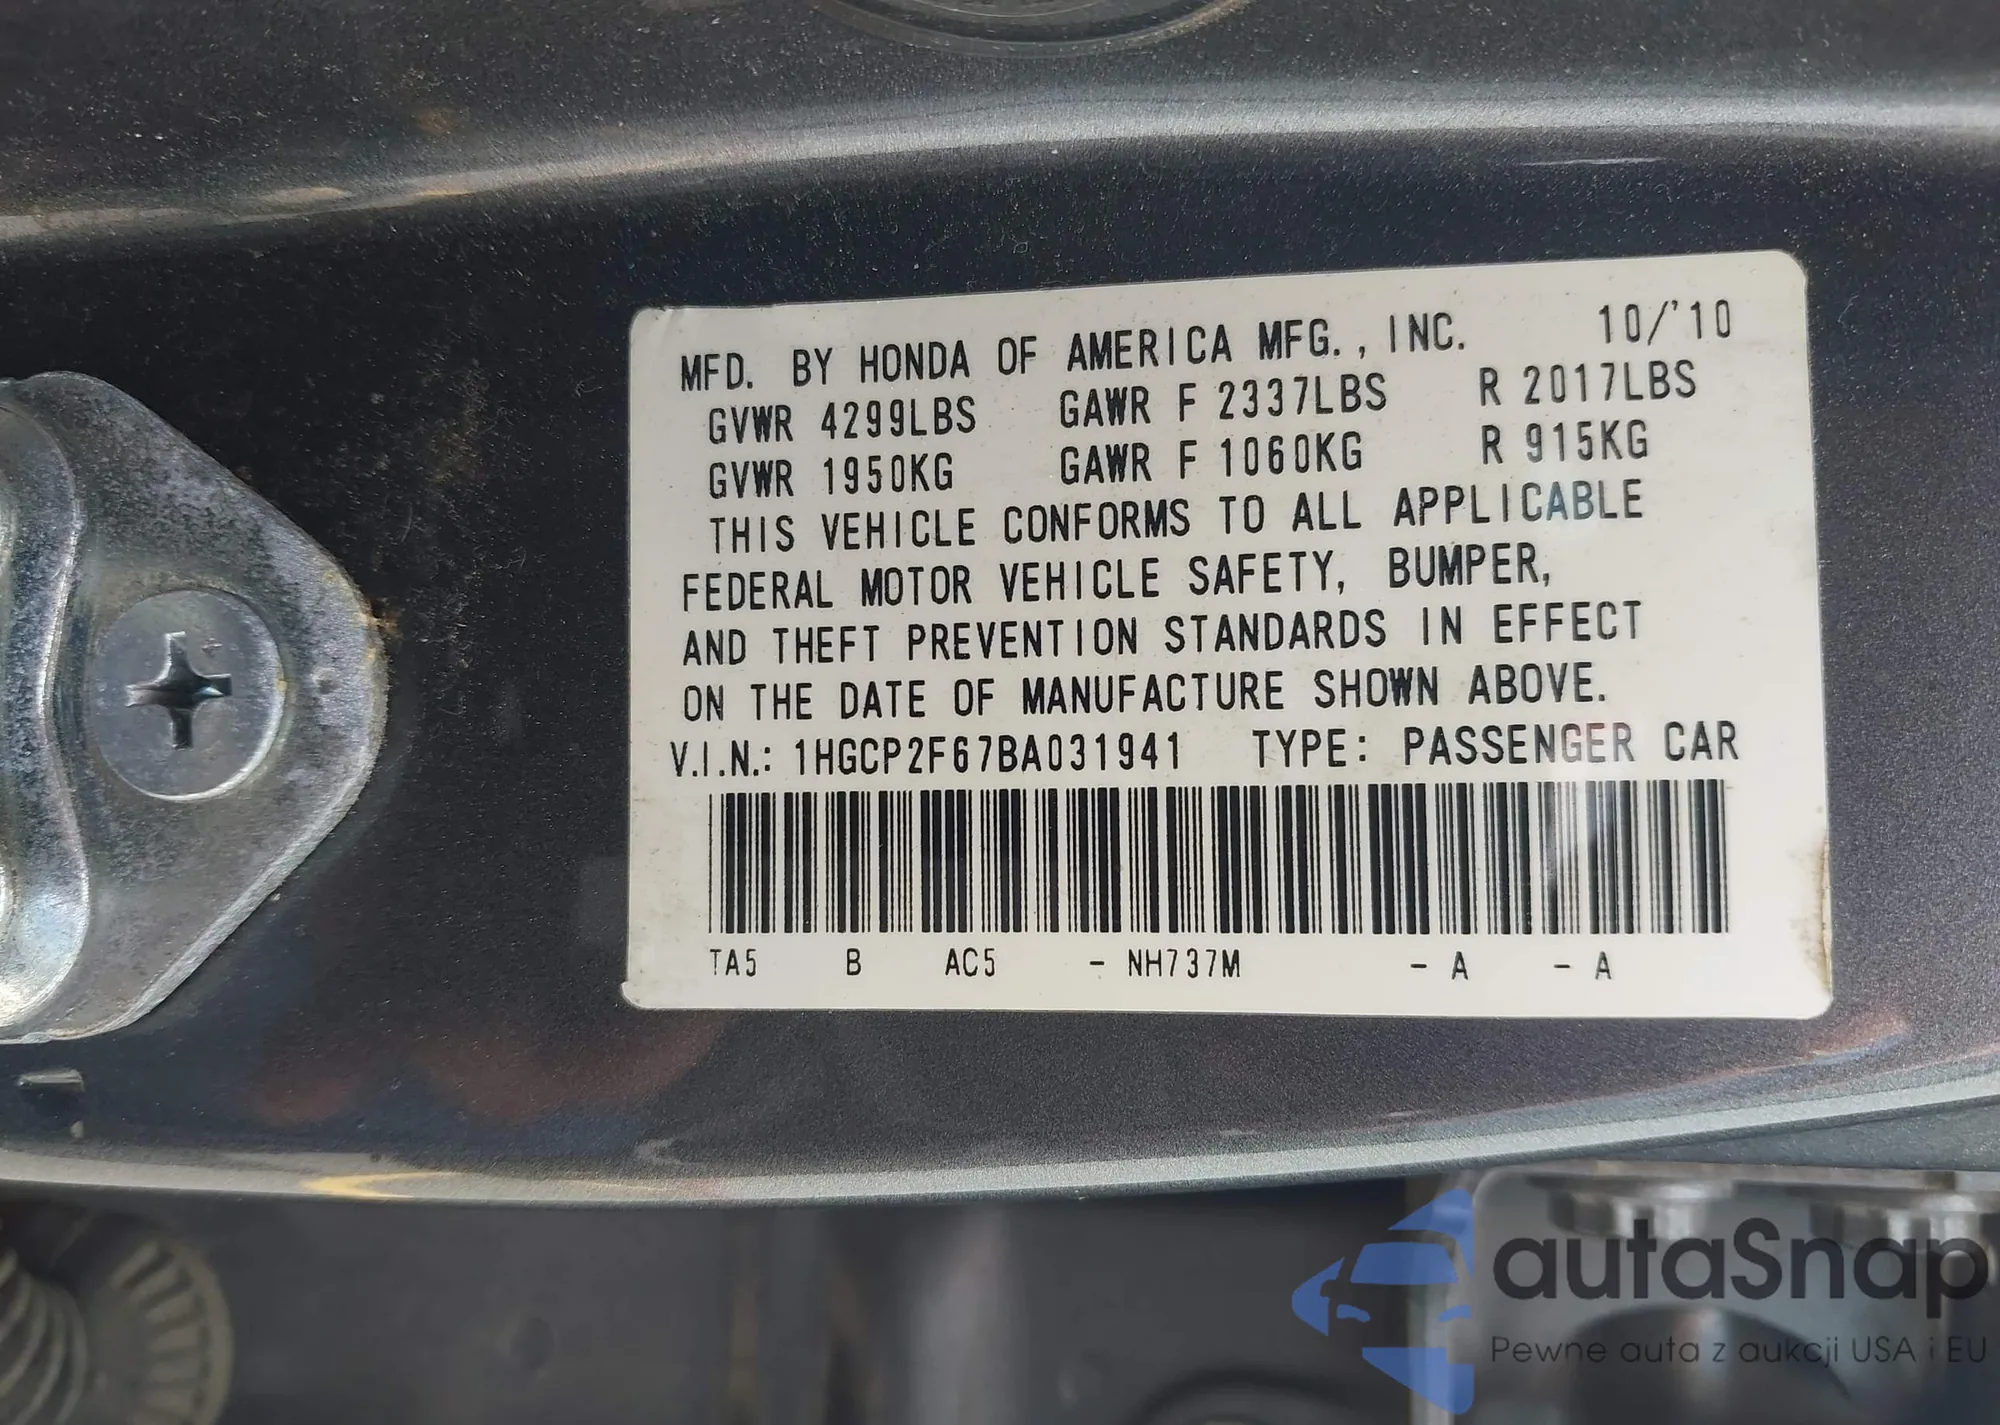 MFD. BY HONDA OF AMERICA MFG., INC. 10/'10
GVWR 4299LBS GAWR F 2337LBS R 2017LBS
GVWR 1950KG GAWR F 1060KG R 915KG
THIS VEHICLE CONFORMS TO ALL APPLICABLE
FEDERAL MOTOR VEHICLE SAFETY, BUMPER,
AND THEFT PREVENTION STANDARDS IN EFFECT
ON THE DATE OF MANUFACTURE SHOWN ABOVE.
V.I.N.: 1HGCP2F67BA031941 TYPE: PASSENGER CAR
TA5 B AC5 - NH737M - A - A
autaSnap
Pewne auta z aukcji USA i EU